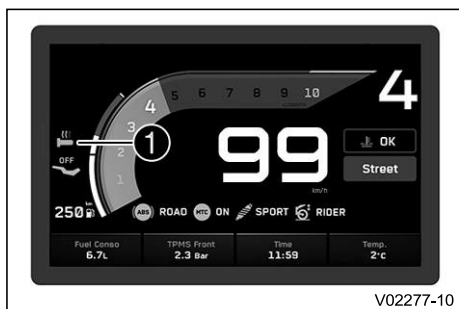 1 2 3 4 5 6 7 8 9 10
4
1
OFF
99
km/h
OK
Street
250 km
ABS ROAD MTC ON SPORT RIDER
Fuel Conso TPMS Front Time Temp.
6.7L 2.3 Bar 11:59 2°C
V02277-10